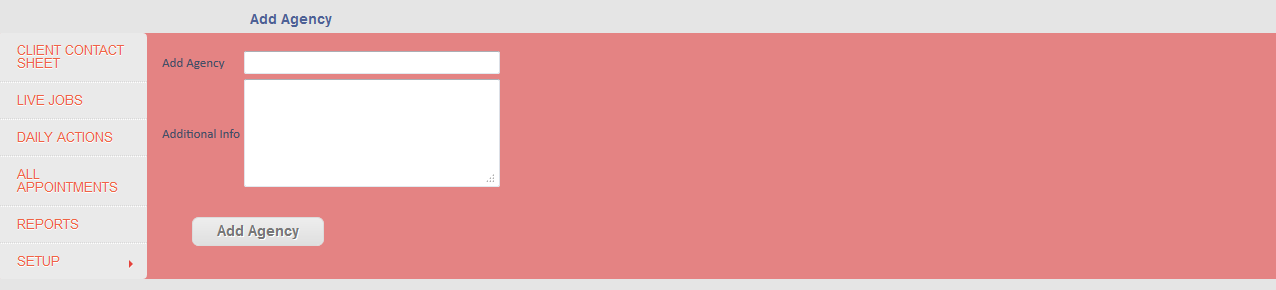 Add Agency
CLIENT CONTACT
SHEET
LIVE JOBS
DAILY ACTIONS
ALL
APPOINTMENTS
REPORTS
SETUP
Add Agency
Additional Info
Add Agency